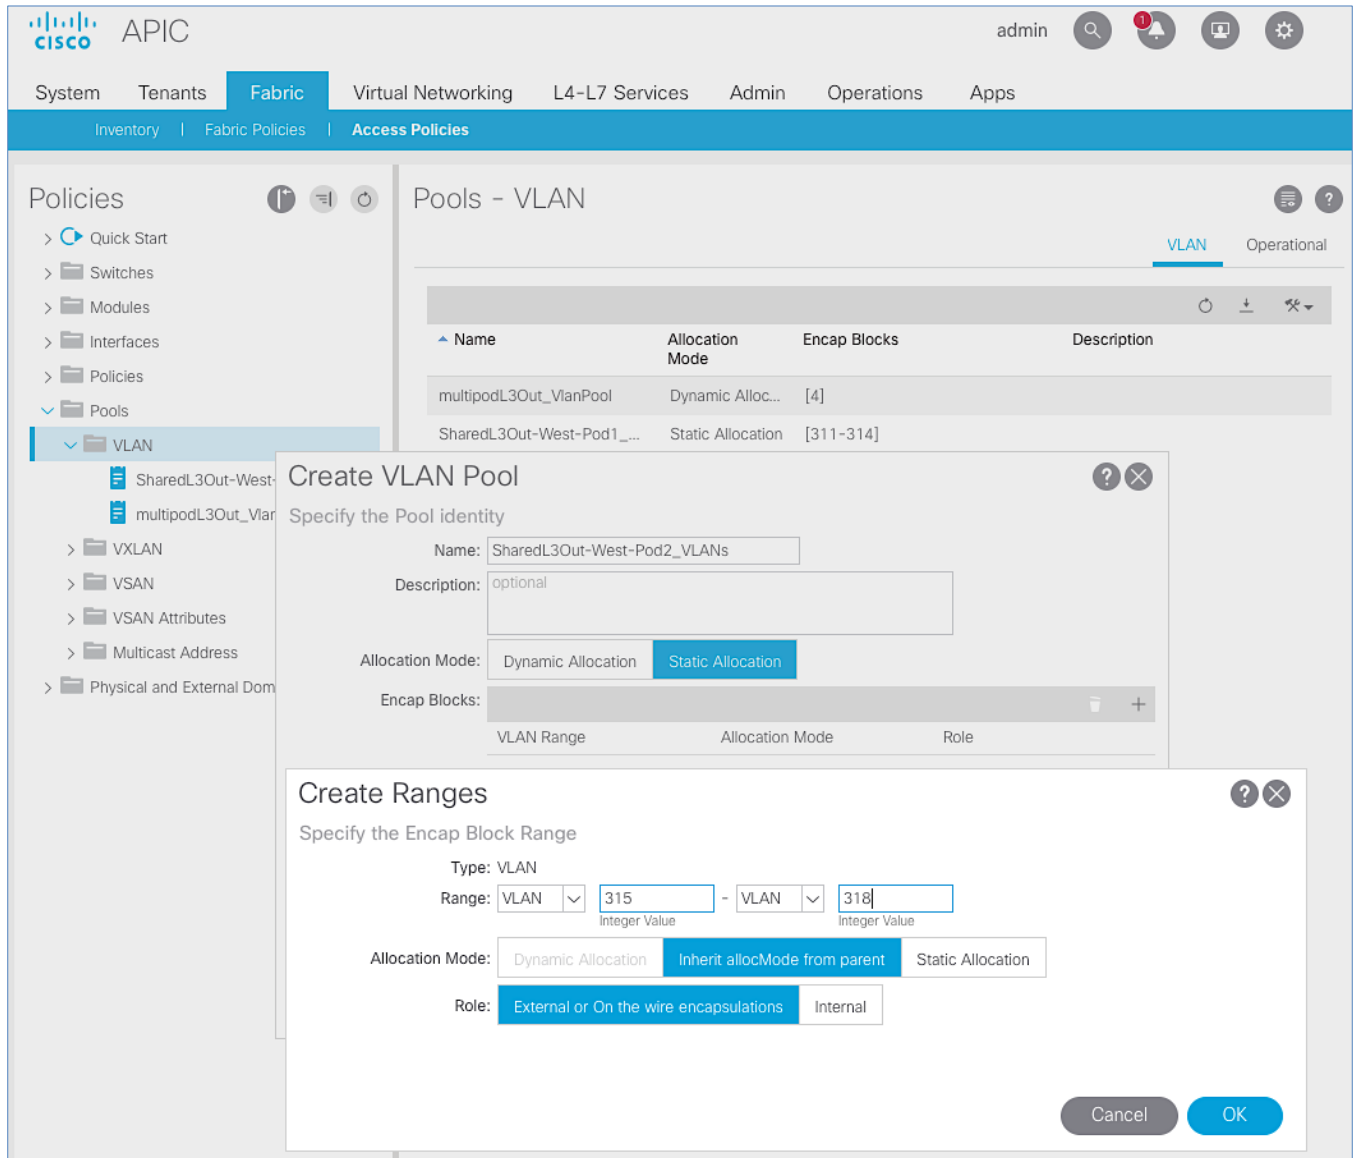 CISCO APIC admin 1
System Tenants Fabric Virtual Networking L4-L7 Services Admin Operations Apps
Inventory | Fabric Policies | Access Policies
Policies
Quick Start
Switches
Modules
Interfaces
Policies
Pools
VLAN
SharedL3Out-West-
multipodL3Out_Vlan
VXLAN
VSAN
VSAN Attributes
Multicast Address
Physical and External Dom
Pools - VLAN
VLAN Operational
Name Allocation Mode Encap Blocks Description
multipodL3Out_VlanPool Dynamic Alloc... [4]
SharedL3Out-West-Pod1_... Static Allocation [311-314]
Create VLAN Pool
Specify the Pool identity
Name: SharedL3Out-West-Pod2_VLANs
Description: optional
Allocation Mode: Dynamic Allocation Static Allocation
Encap Blocks:
VLAN Range Allocation Mode Role
Create Ranges
Specify the Encap Block Range
Type: VLAN
Range: VLAN 315 - VLAN 318
Integer Value Integer Value
Allocation Mode: Dynamic Allocation Inherit allocMode from parent Static Allocation
Role: External or On the wire encapsulations Internal
Cancel OK